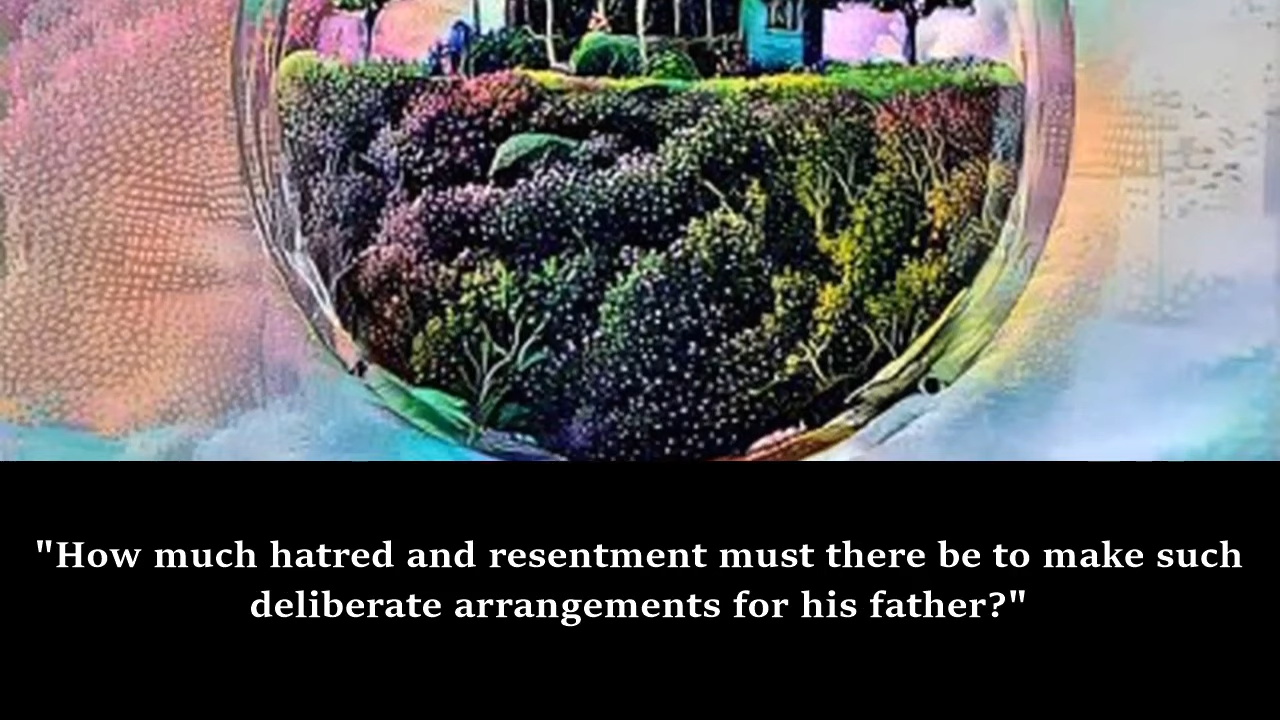 "How much hatred and resentment must there be to make such
deliberate arrangements for his father?"